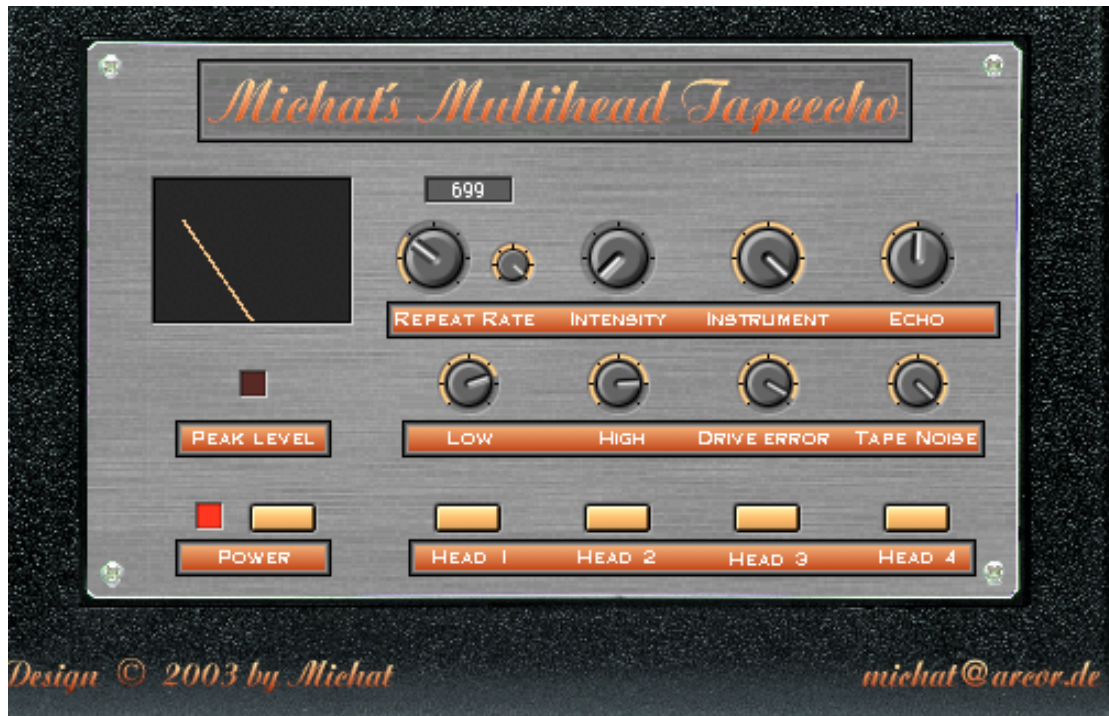 Michat's Multihead Tapeecho
699
REPEAT RATE INTENSITY INSTRUMENT ECHO
PEAK LEVEL LOW HIGH DRIVE ERROR TAPE NOISE
POWER HEAD 1 HEAD 2 HEAD 3 HEAD 4
Design © 2003 by Michat michat@arcor.de